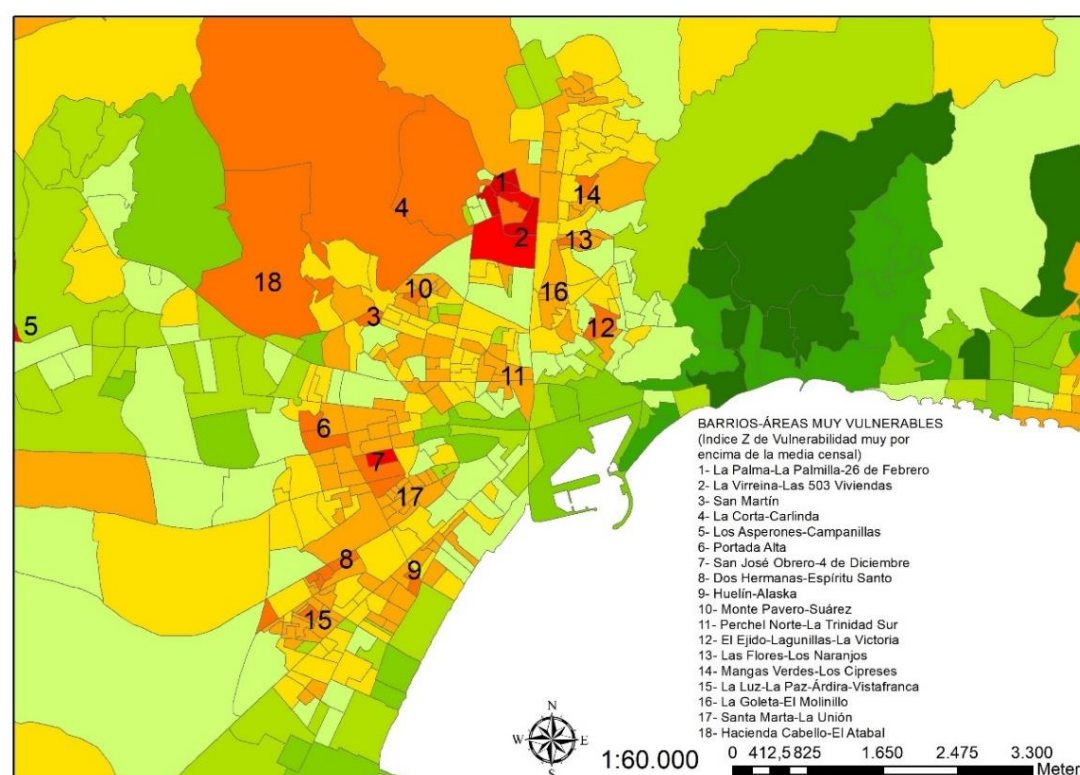 1
14
4
2
13
18
10
16
5
3
12
11
6
7
17
8
9
15
BARRIOS-ÁREAS MUY VULNERABLES
(Indice Z de Vulnerabilidad muy por
encima de la media censal)
1- La Palma-La Palmilla-26 de Febrero
2- La Virreina-Las 503 Viviendas
3- San Martín
4- La Corta-Carlinda
5- Los Asperones-Campanillas
6- Portada Alta
7- San José Obrero-4 de Diciembre
8- Dos Hermanas-Espíritu Santo
9- Huelín-Alaska
10- Monte Pavero-Suárez
11- Perchel Norte-La Trinidad Sur
12- El Ejido-Lagunillas-La Victoria
13- Las Flores-Los Naranjos
14- Mangas Verdes-Los Cipreses
15- La Luz-La Paz-Árdira-Vistafranca
16- La Goleta-El Molinillo
17- Santa Marta-La Unión
18- Hacienda Cabello-El Atabal
N
W E
S
1:60.000
0 412,5825 1.650 2.475 3.300
Meter